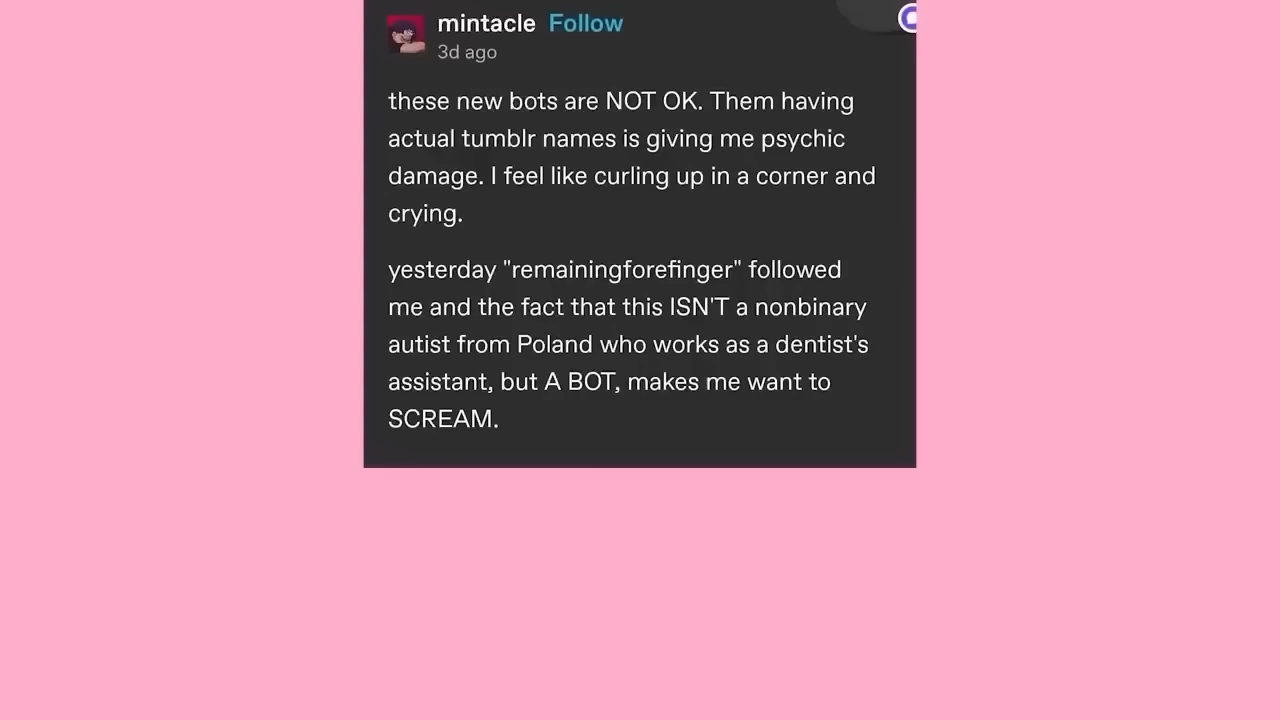 mintacle Follow
3d ago
these new bots are NOT OK. Them having
actual tumblr names is giving me psychic
damage. I feel like curling up in a corner and
crying.
yesterday "remainingforefinger" followed
me and the fact that this ISN'T a nonbinary
autist from Poland who works as a dentist's
assistant, but A BOT, makes me want to
SCREAM.